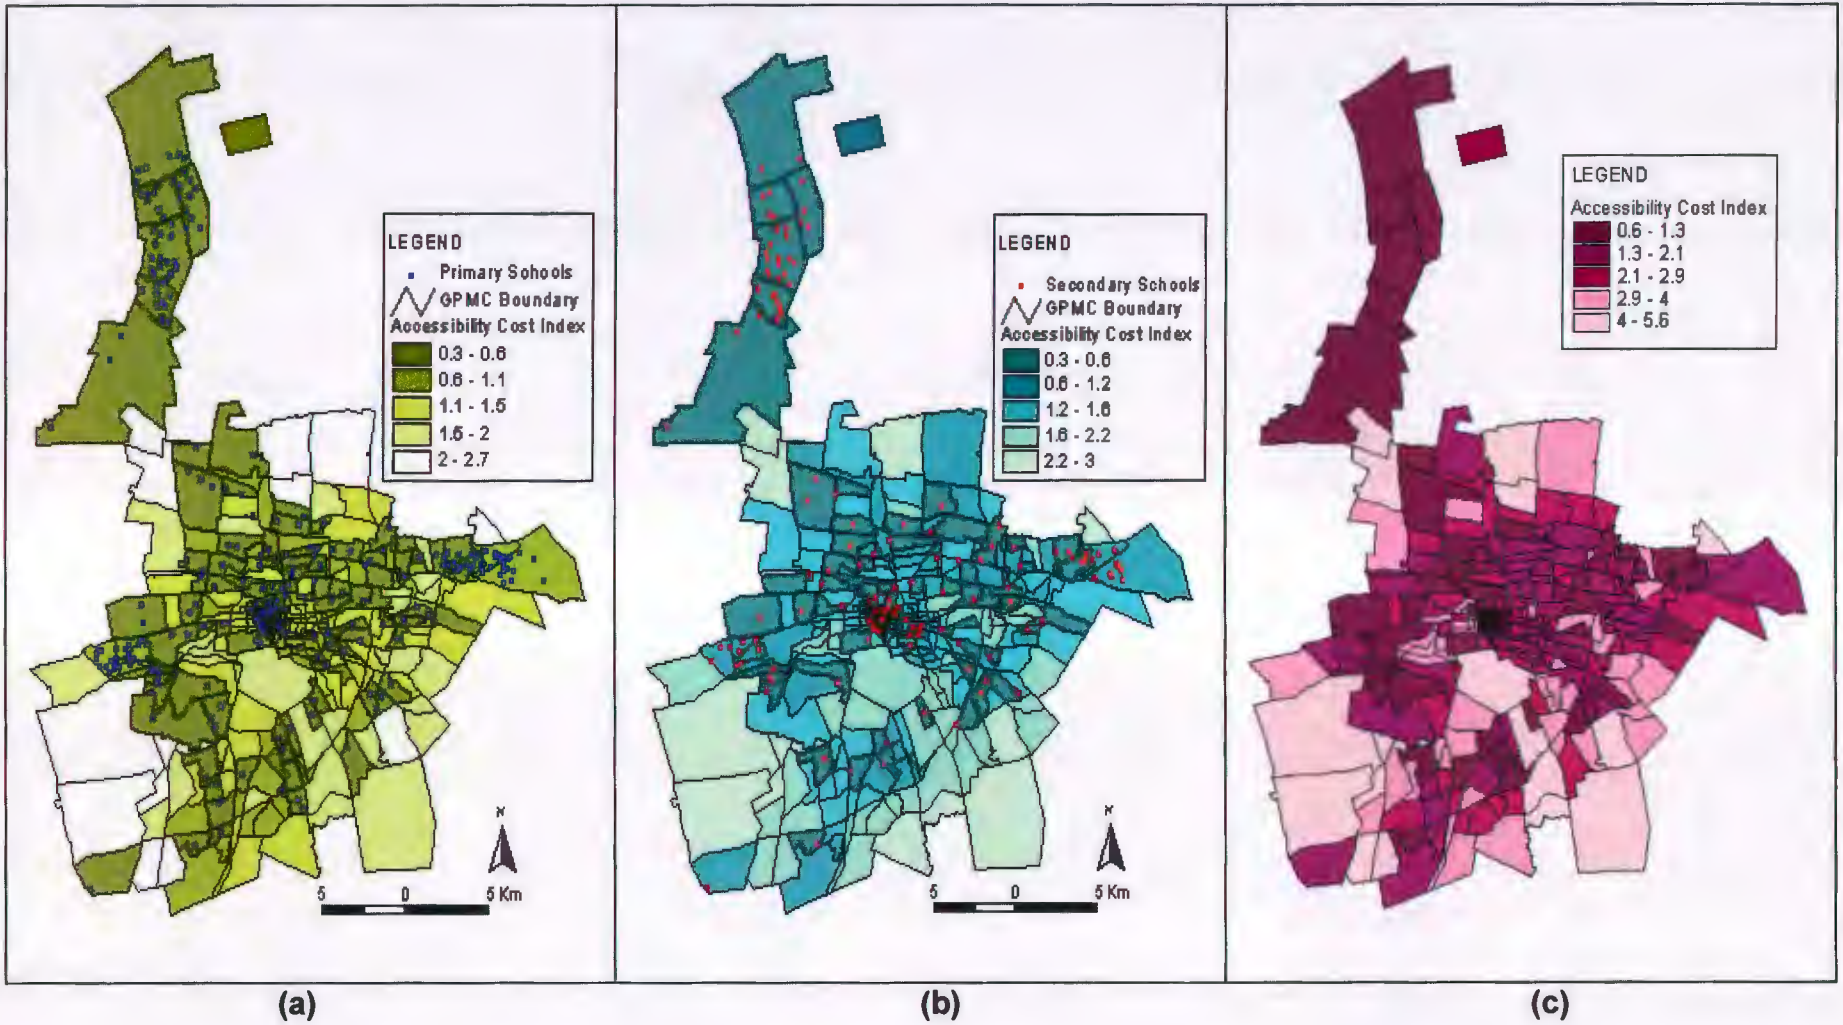 LEGEND
Primary Schools
GPMC Boundary
Accessibility Cost Index
0.3 - 0.6
0.6 - 1.1
1.1 - 1.5
1.5 - 2
2 - 2.7
N
5 0 5 Km
LEGEND
Secondary Schools
GPMC Boundary
Accessibility Cost Index
0.3 - 0.6
0.6 - 1.2
1.2 - 1.6
1.6 - 2.2
2.2 - 3
N
5 0 5 Km
LEGEND
Accessibility Cost Index
0.6 - 1.3
1.3 - 2.1
2.1 - 2.9
2.9 - 4
4 - 5.6
(a)
(b)
(c)